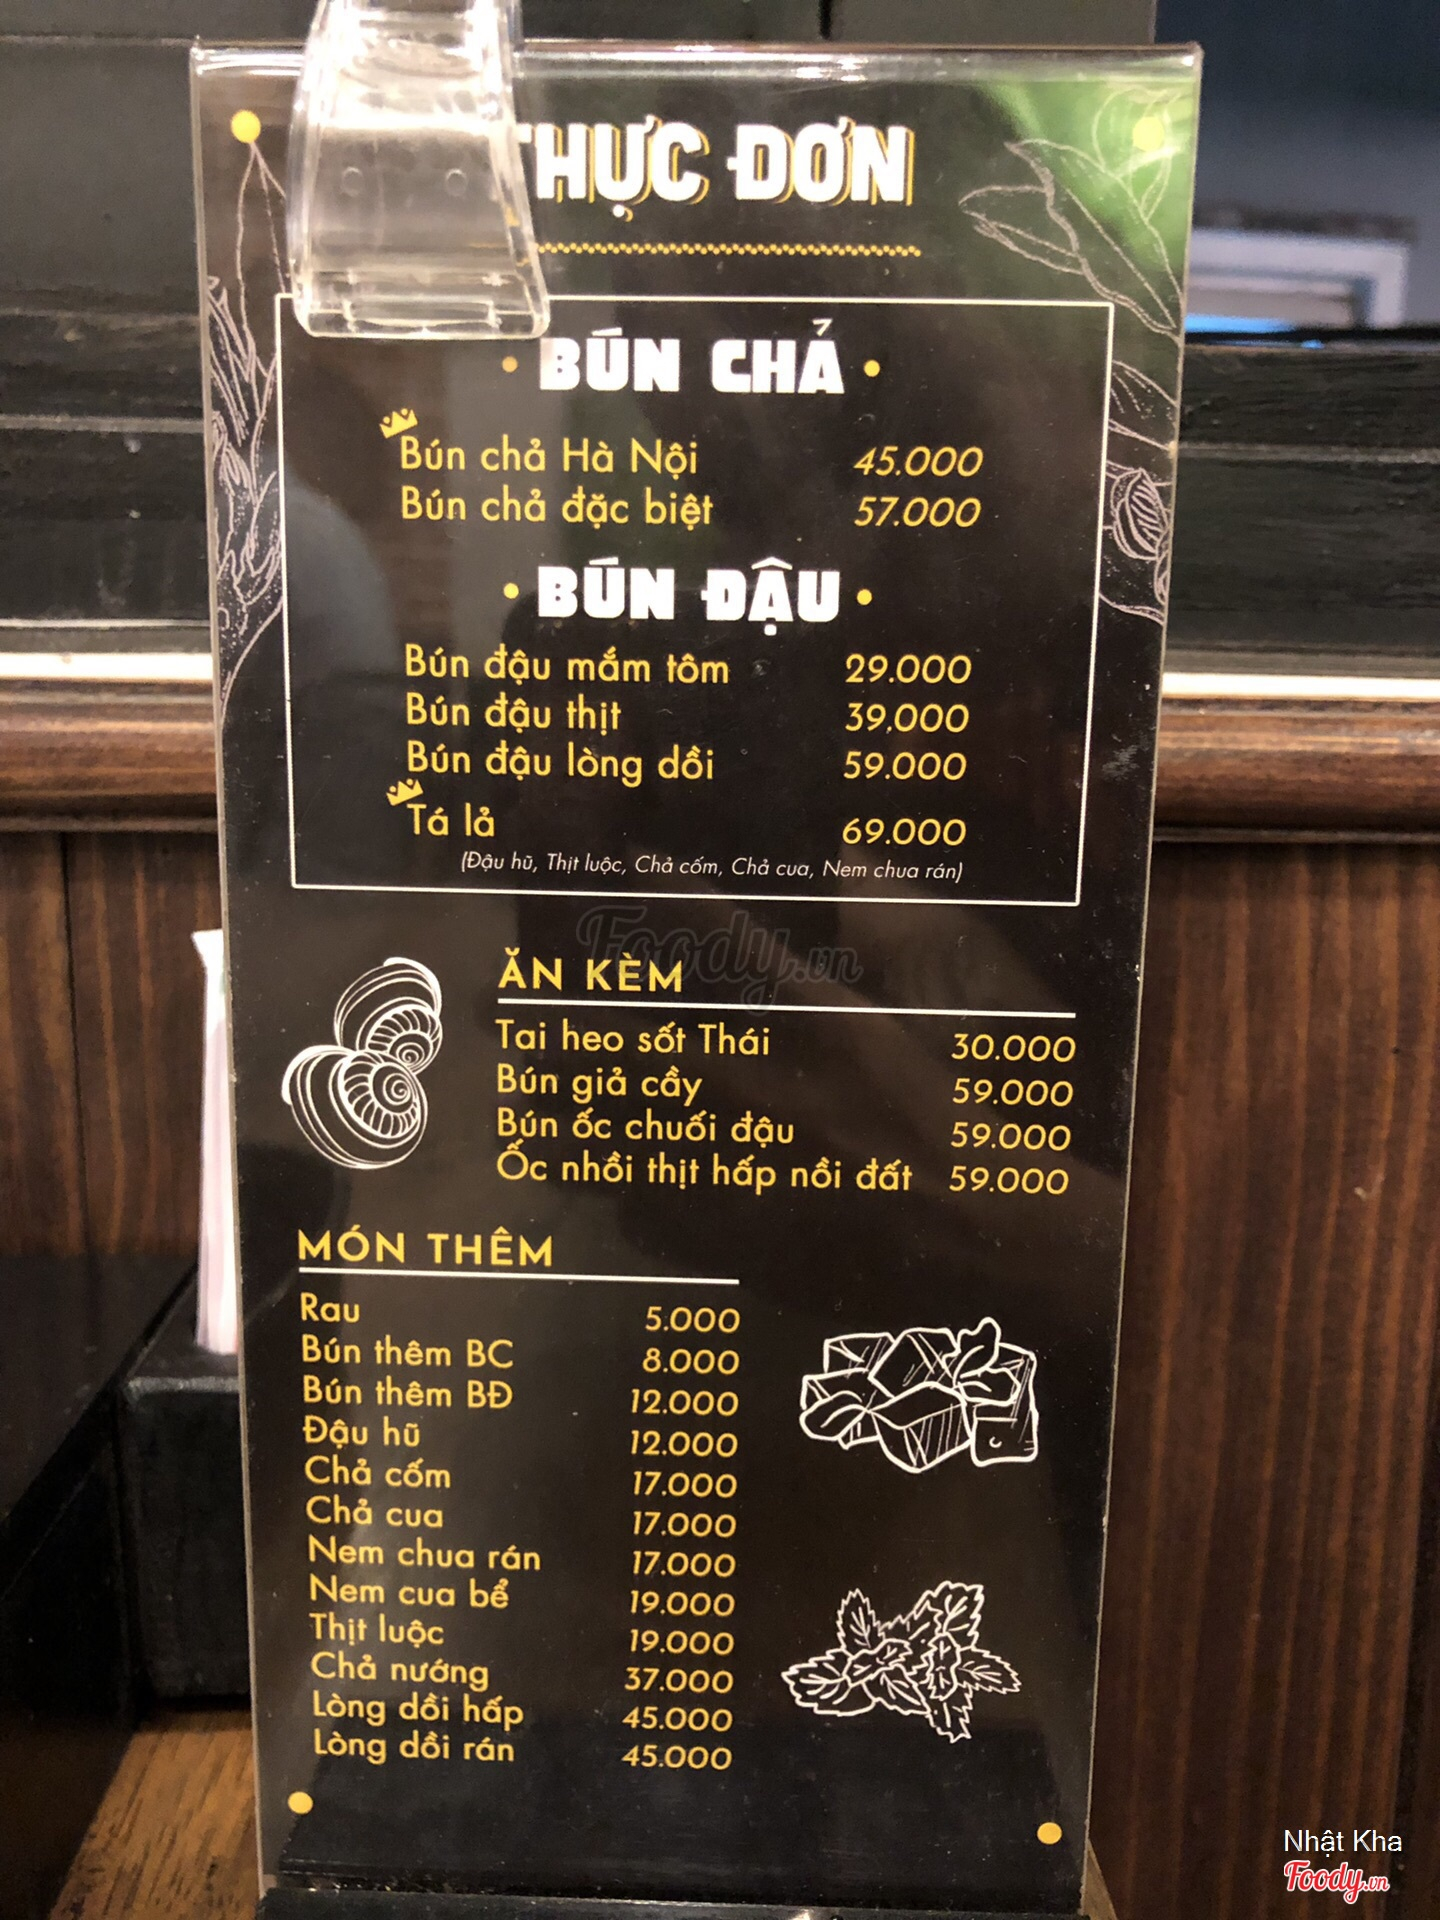 THỰC ĐƠN
BÚN CHẢ
Bún chả Hà Nội 45.000
Bún chả đặc biệt 57.000
BÚN ĐẬU
Bún đậu mắm tôm 29.000
Bún đậu thịt 39.000
Bún đậu lòng dồi 59.000
Tá lả 69.000
(Đậu hũ, Thịt luộc, Chả cốm, Chả cua, Nem chua rán)
Foody.vn
ĂN KÈM
Tai heo sốt Thái 30.000
Bún giả cầy 59.000
Bún ốc chuối đậu 59.000
Ốc nhồi thịt hấp nồi đất 59.000
MÓN THÊM
Rau 5.000
Bún thêm BC 8.000
Bún thêm BĐ 12.000
Đậu hũ 12.000
Chả cốm 17.000
Chả cua 17.000
Nem chua rán 17.000
Nem cua bể 19.000
Thịt luộc 19.000
Chả nướng 37.000
Lòng dồi hấp 45.000
Lòng dồi rán 45.000
Nhật Kha
Foody.vn